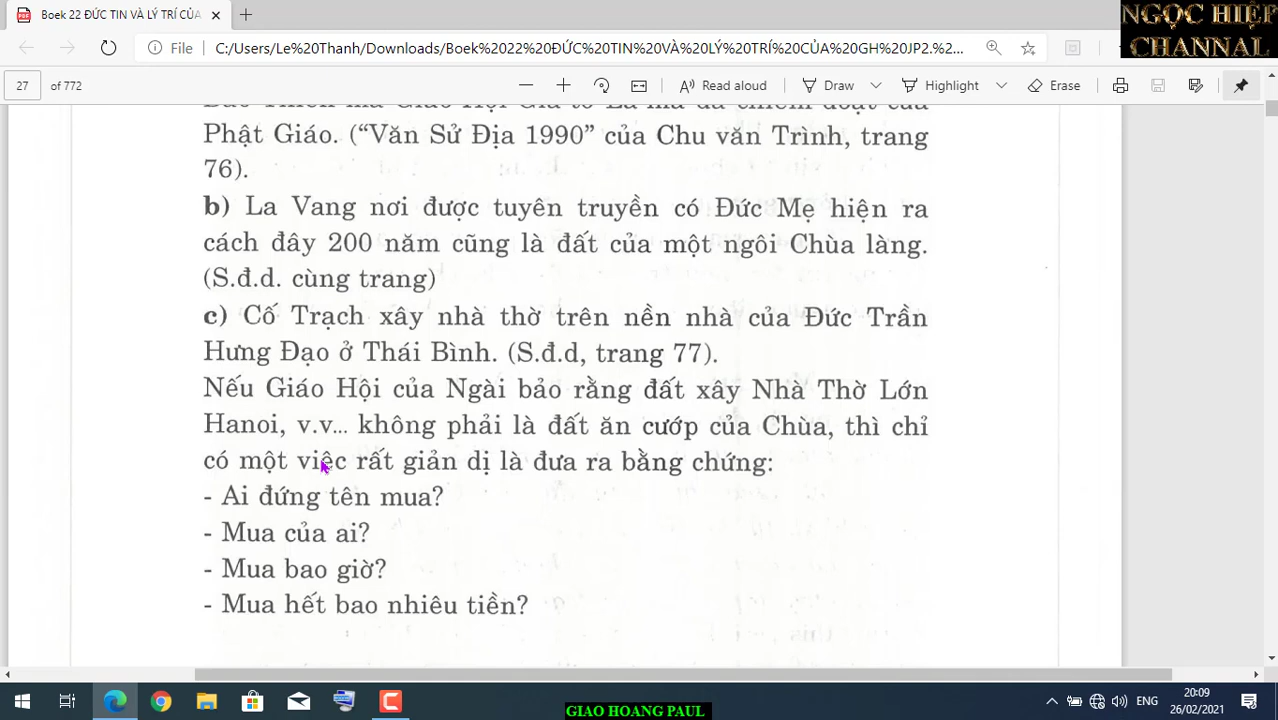 Boek 22 ĐỨC TIN VÀ LÝ TRÍ CỦA
NGỌC HIỆP
CHANNAL
File
C:/Users/Le%20Thanh/Downloads/Boek%2022%20ĐỨC%20TIN%20VÀ%20LÝ%20TRÍ%20CỦA%20GH%20JP2.%...
27 of 772
Read aloud
Draw
Highlight
Erase
Phật Giáo. (“Văn Sử Địa 1990” của Chu văn Trình, trang
76).
b) La Vang nơi được tuyên truyền có Đức Mẹ hiện ra
cách đây 200 năm cũng là đất của một ngôi Chùa làng.
(S.đ.d. cùng trang)
c) Cố Trạch xây nhà thờ trên nền nhà của Đức Trần
Hưng Đạo ở Thái Bình. (S.đ.d, trang 77).
Nếu Giáo Hội của Ngài bảo rằng đất xây Nhà Thờ Lớn
Hanoi, v.v... không phải là đất ăn cướp của Chùa, thì chỉ
có một việc rất giản dị là đưa ra bằng chứng:
- Ai đứng tên mua?
- Mua của ai?
- Mua bao giờ?
- Mua hết bao nhiêu tiền?
ENG
20:09
26/02/2021
GIAO HOANG PAUL